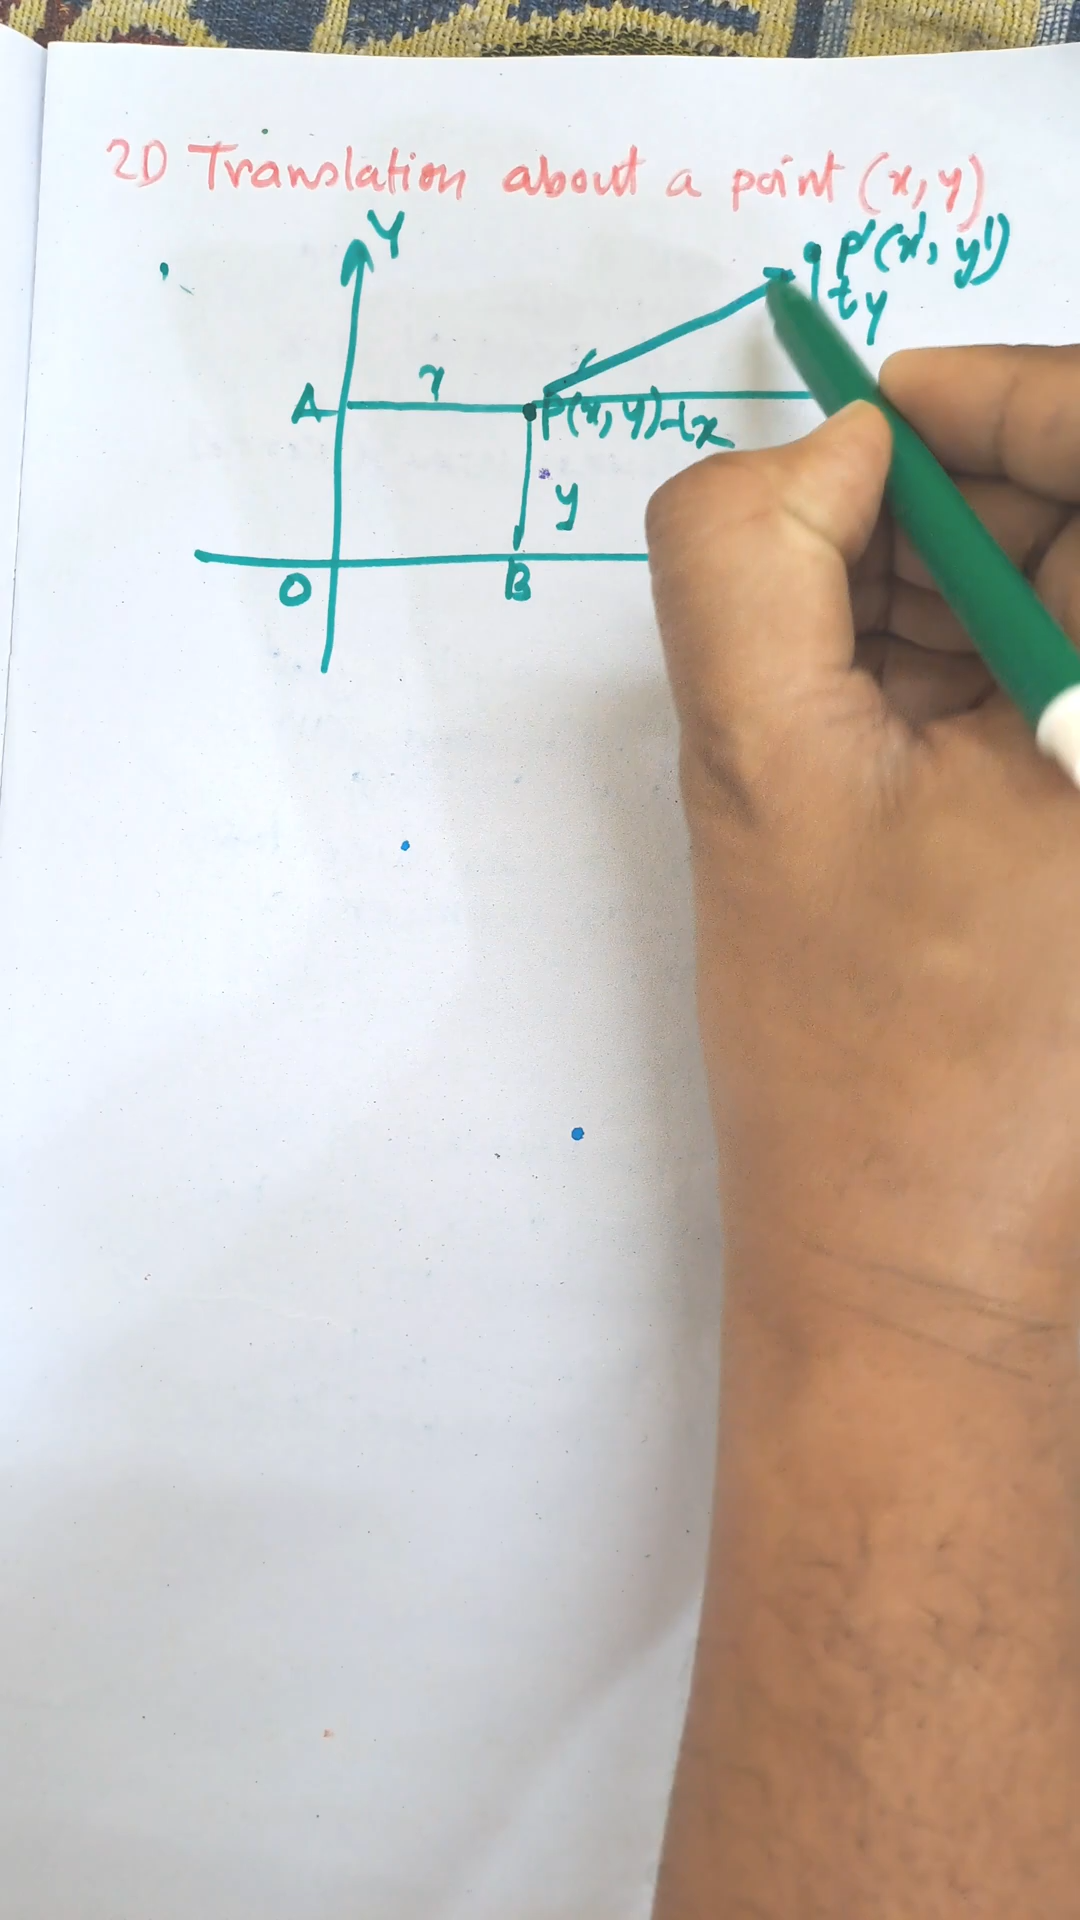 2D Translation about a point (x, y)
Y
P'(x', y')
ty
x
A
P(x, y) tx
y
O
B